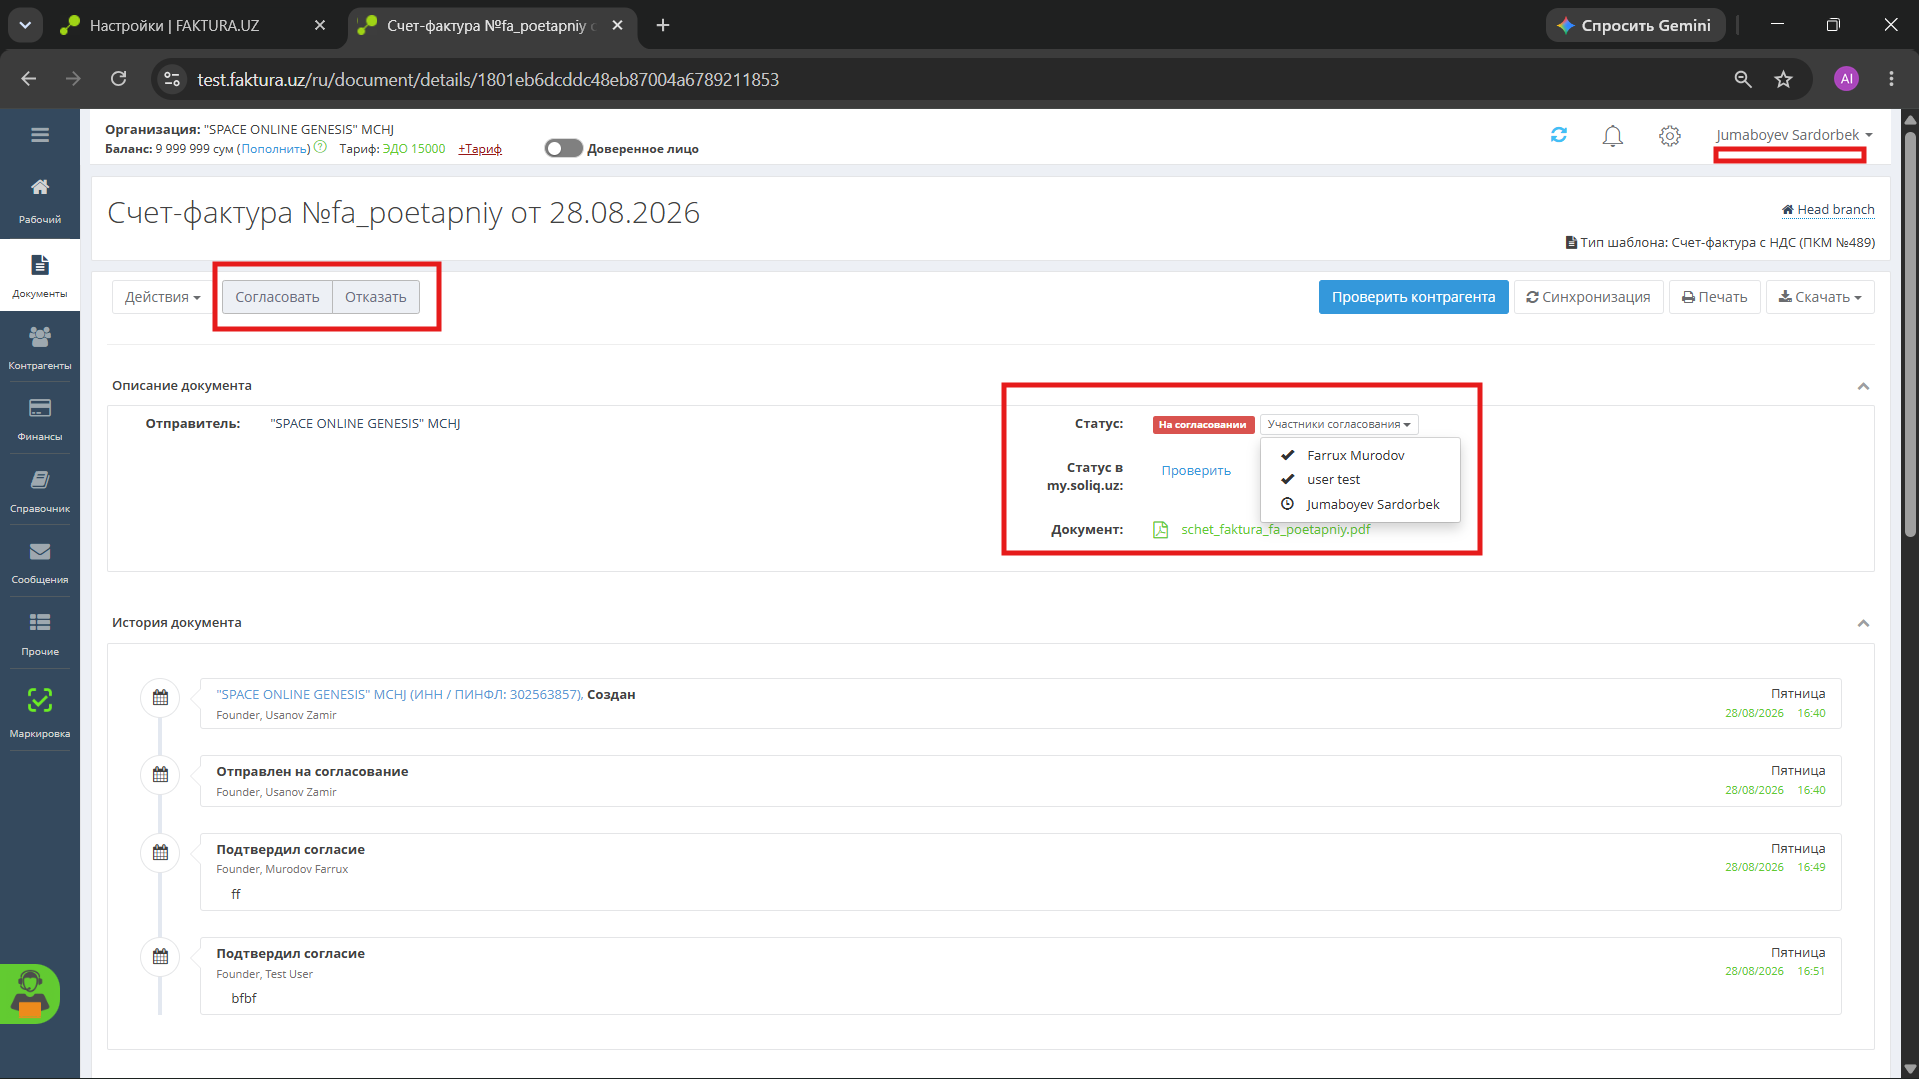 Настройки | FAKTURA.UZ
Счет-фактура №fa_poetapniy
Спросить Gemini
test.faktura.uz/ru/document/details/1801eb6dcddc48eb87004a6789211853
AI
Организация: "SPACE ONLINE GENESIS" MCHJ
Баланс: 9 999 999 сум (Пополнить) ? Тариф: ЭДО 15000 +Тариф
Доверенное лицо
Jumaboyev Sardorbek
Рабочий
Документы
Контрагенты
Финансы
Справочник
Сообщения
Прочие
Маркировка
Счет-фактура №fa_poetapniy от 28.08.2026
Head branch
Тип шаблона: Счет-фактура с НДС (ПКМ №489)
Действия
Согласовать
Отказать
Проверить контрагента
Синхронизация
Печать
Скачать
Описание документа
Отправитель: "SPACE ONLINE GENESIS" MCHJ
Статус: На согласовании Участники согласования
Farrux Murodov
user test
Jumaboyev Sardorbek
Статус в
my.soliq.uz:
Проверить
Документ: schet_faktura_fa_poetapniy.pdf
История документа
"SPACE ONLINE GENESIS" MCHJ (ИНН / ПИНФЛ: 302563857), Создан
Founder, Usanov Zamir
Пятница
28/08/2026 16:40
Отправлен на согласование
Founder, Usanov Zamir
Пятница
28/08/2026 16:40
Подтвердил согласие
Founder, Murodov Farrux
ff
Пятница
28/08/2026 16:49
Подтвердил согласие
Founder, Test User
bfbf
Пятница
28/08/2026 16:51